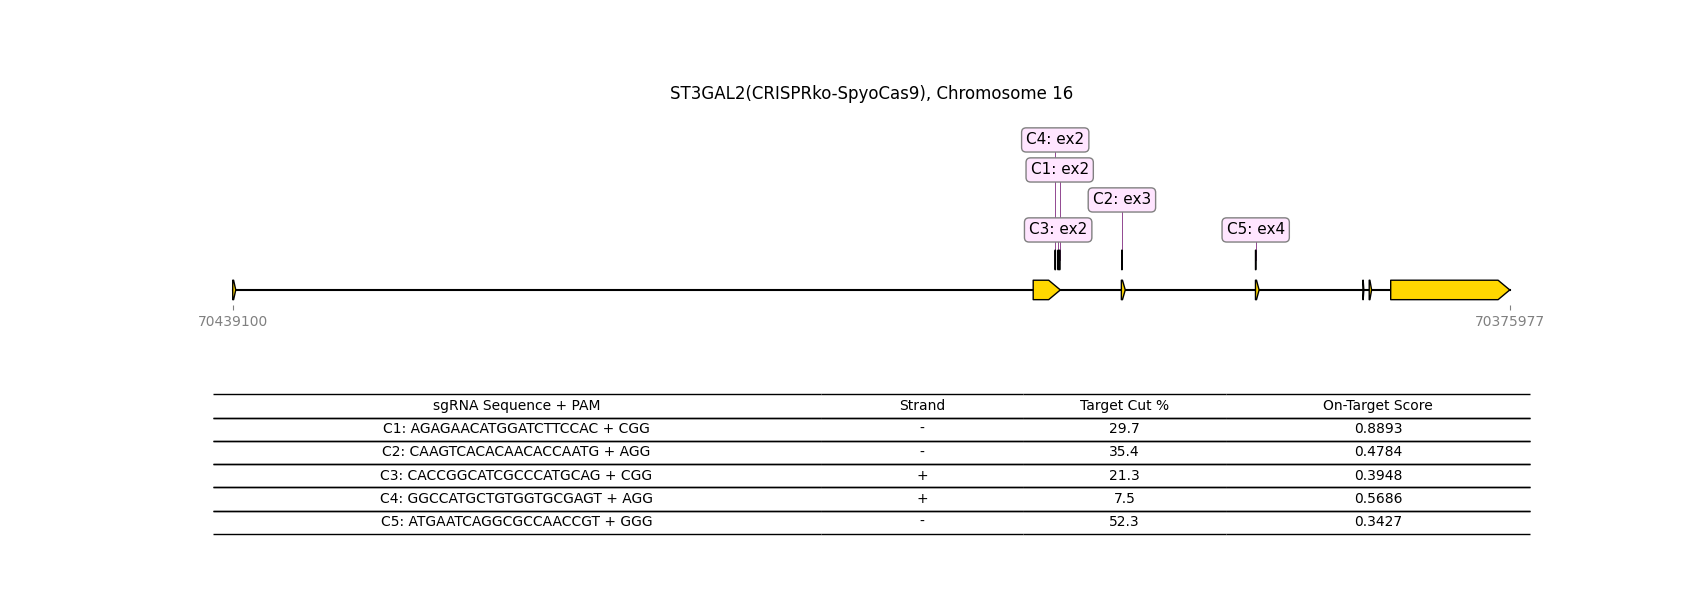 ST3GAL2(CRISPRko-SpyoCas9), Chromosome 16
C4: ex2
C1: ex2
C2: ex3
C3: ex2
C5: ex4
70439100
70375977
sgRNA Sequence + PAM Strand Target Cut % On-Target Score
C1: AGAGAACATGGATCTTCCAC + CGG - 29.7 0.8893
C2: CAAGTCACACAACACCAATG + AGG - 35.4 0.4784
C3: CACCGGCATCGCCCATGCAG + CGG + 21.3 0.3948
C4: GGCCATGCTGTGGTGCGAGT + AGG + 7.5 0.5686
C5: ATGAATCAGGCGCCAACCGT + GGG - 52.3 0.3427